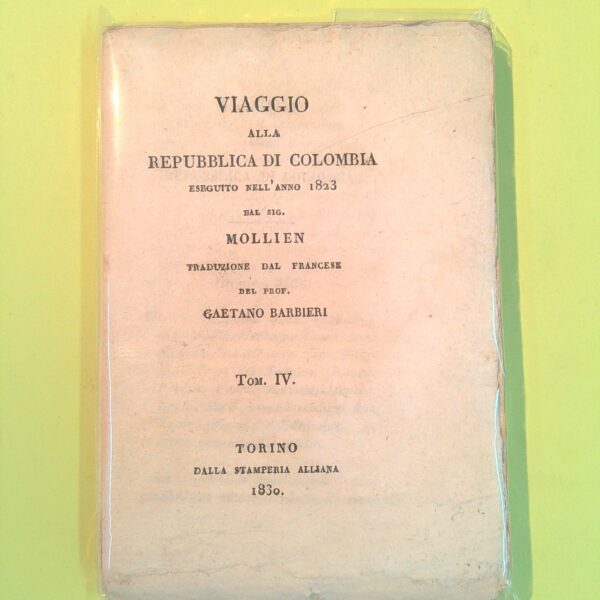 VIAGGIO
ALLA
REPUBBLICA DI COLOMBIA
ESEGUITO NELL'ANNO 1823
DAL SIG.
MOLLIEN
TRADUZIONE DAL FRANCESE
DEL PROF.
GAETANO BARBIERI
TOM. IV.
TORINO
DALLA STAMPERIA ALLIANA
1830.